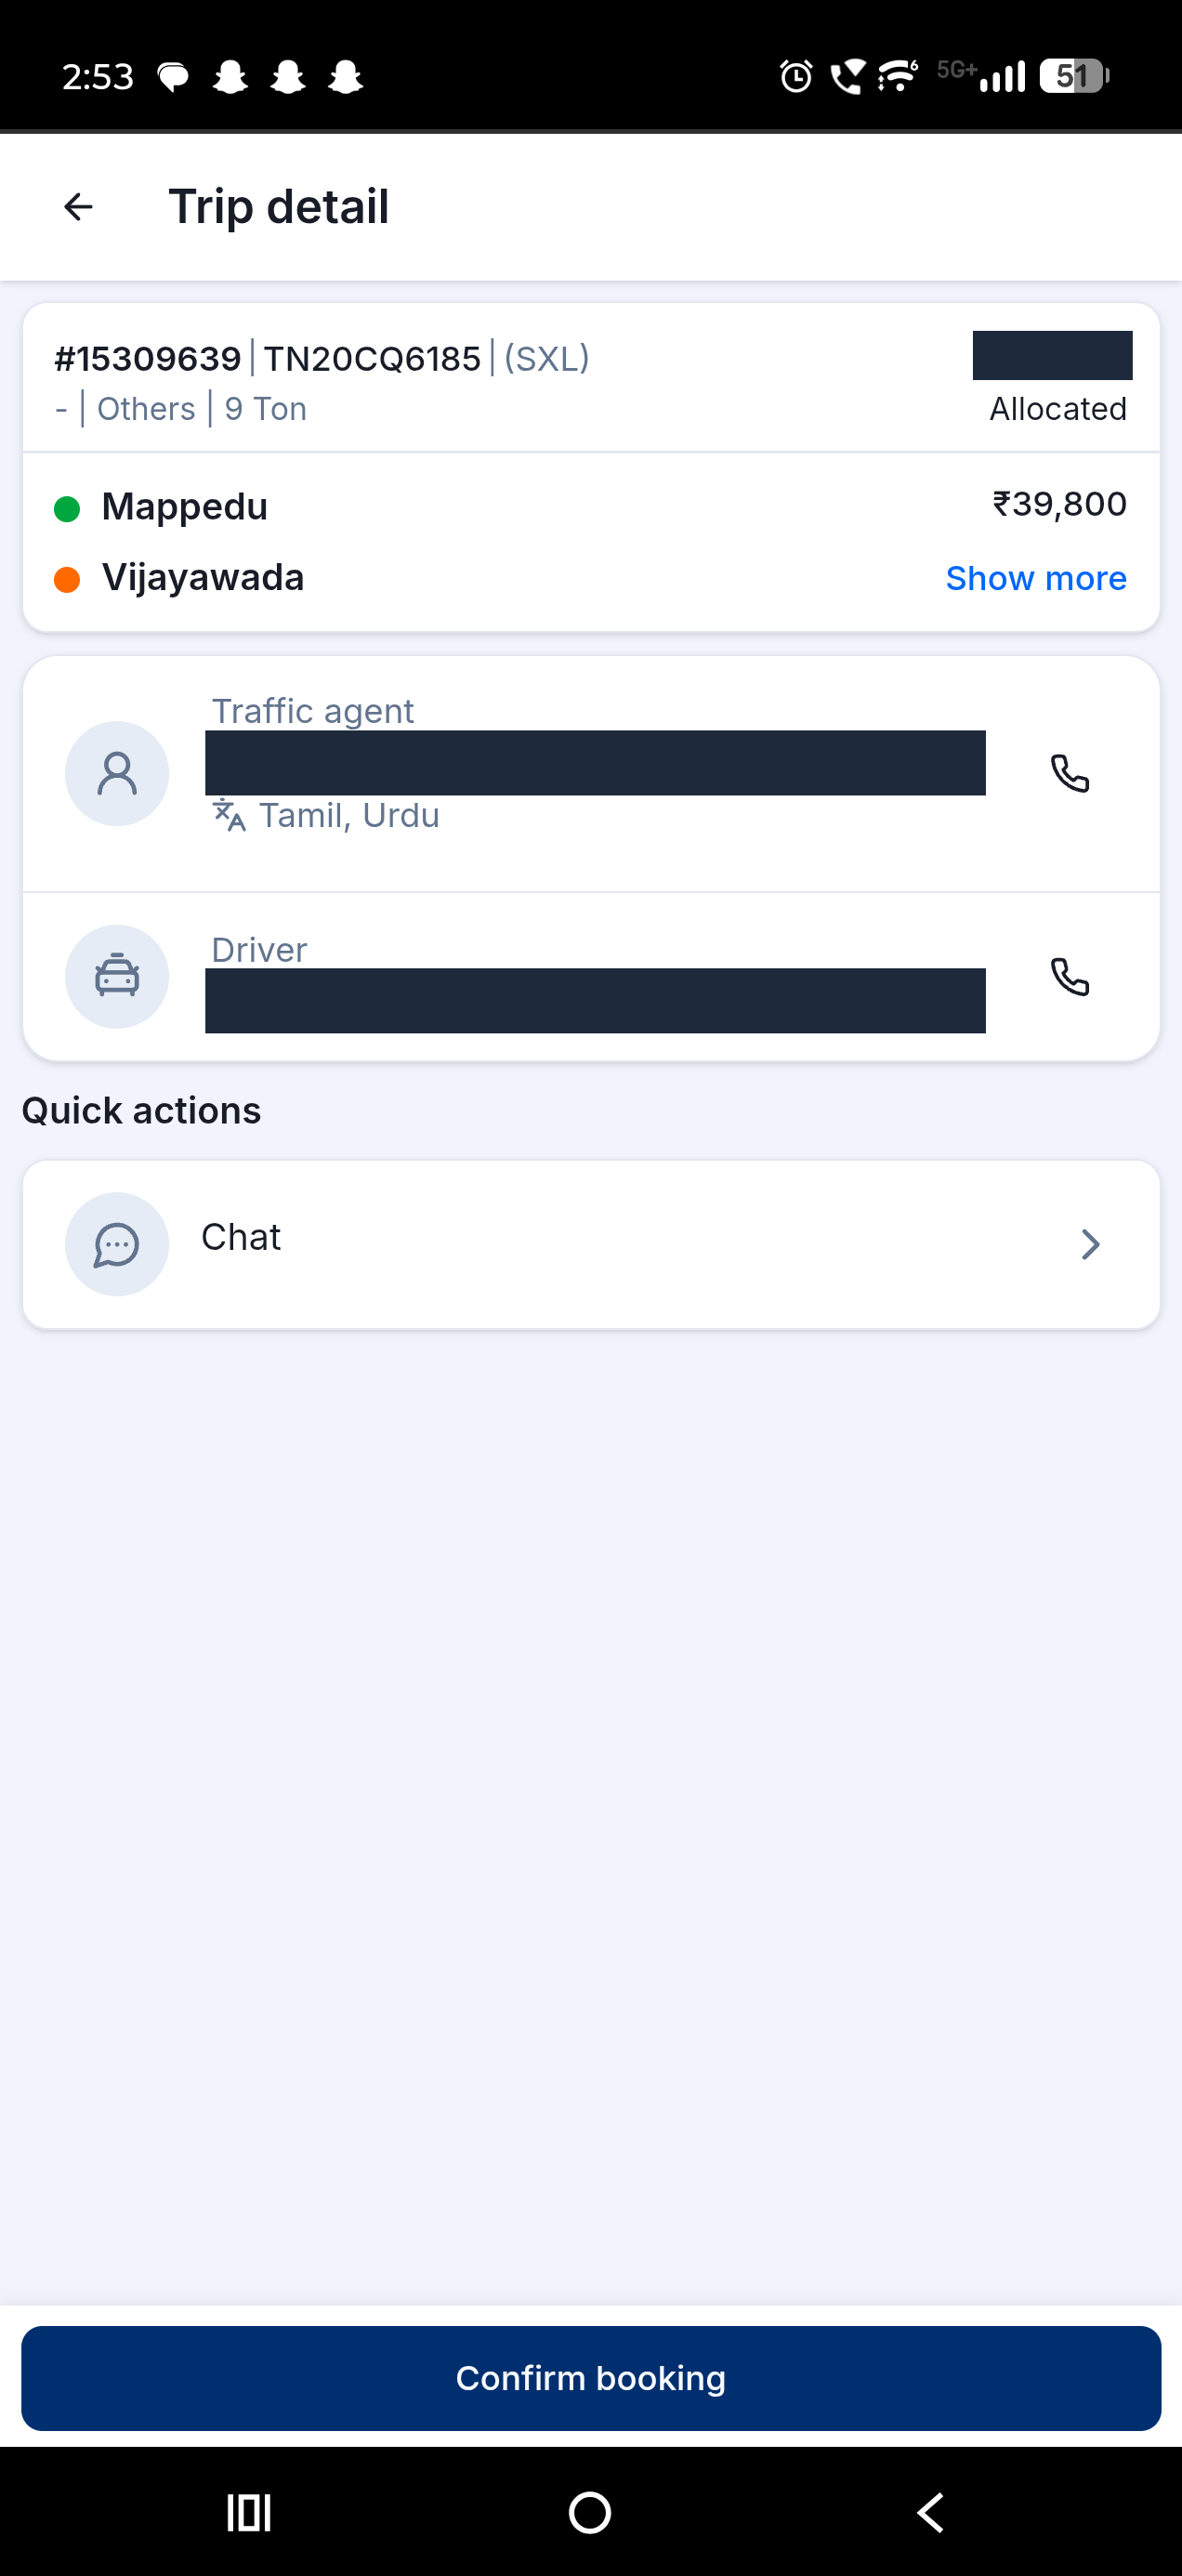 2:53 6 5G+ 51
Trip detail
#15309639 | TN20CQ6185 | (SXL)
- | Others | 9 Ton
Allocated
Mappedu
₹39,800
Vijayawada
Show more
Traffic agent
Tamil, Urdu
Driver
Quick actions
Chat
Confirm booking